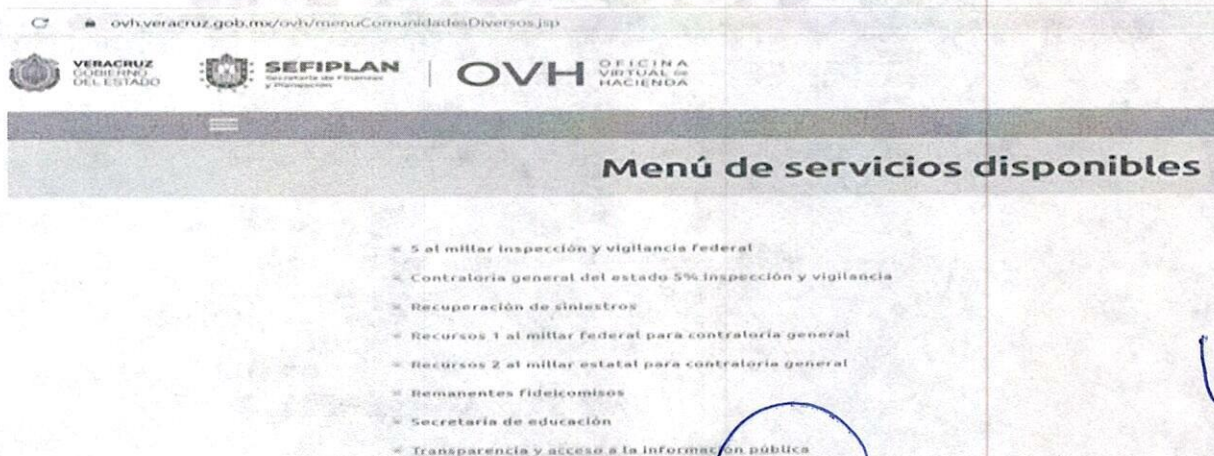 ovh.veracruz.gob.mx/ovh/menuComunidadesDiversos.jsp
VERACRUZ
GOBIERNO
DEL ESTADO
SEFIPLAN
Secretaría de Finanzas
y Planeación
OVH
OFICINA
VIRTUAL de
HACIENDA
Menú de servicios disponibles
5 al millar inspección y vigilancia federal
Contraloría general del estado 5% inspección y vigilancia
Recuperación de siniestros
Recursos 1 al millar federal para contraloría general
Recursos 2 al millar estatal para contraloría general
Remanentes fideicomisos
Secretaría de educación
Transparencia y acceso a la información pública